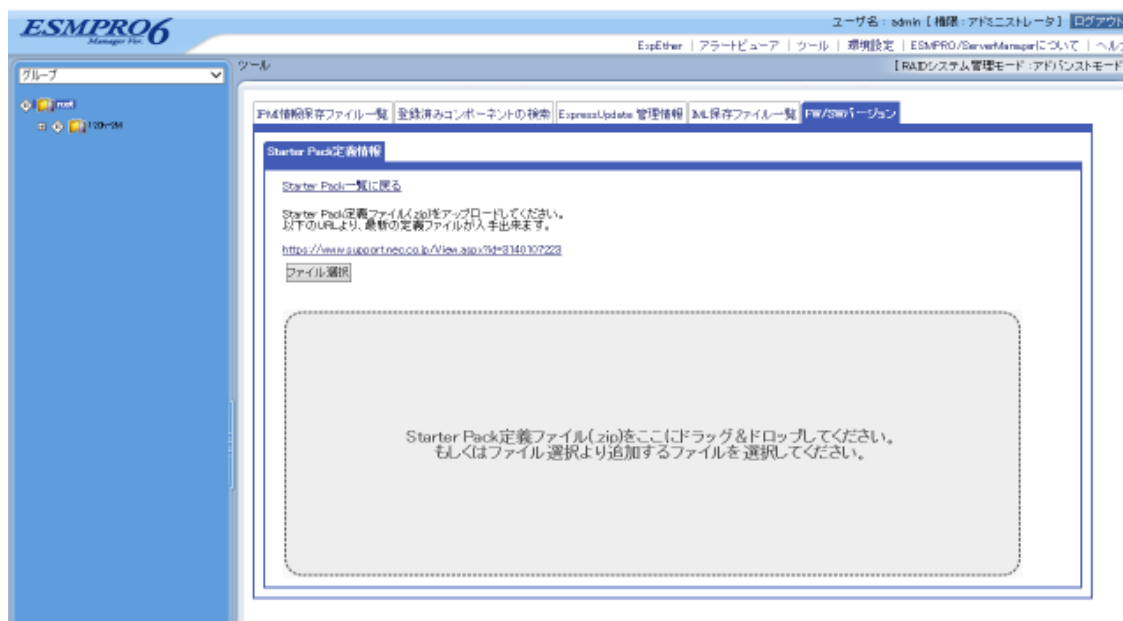 ESMPRO6
Manager Ver.
ユーザ名 : admin [ 権限 : アドミニストレータ ] ログアウト
ExpEther | アラートビューア | ツール | 環境設定 | ESMPRO/ServerManagerについて | ヘル
グループ
ツール
[ RAIDシステム管理モード : アドバンストモード
root
IPMI情報保存ファイル一覧 登録済みコンポーネントの検索 ExpressUpdate 管理情報 IML保存ファイル一覧 FW/SWバージョン
Starter Pack定義情報
Starter Pack一覧に戻る
Starter Pack定義ファイル(.zip)をアップロードしてください。
以下のURLより、最新の定義ファイルが入手出来ます。
https://www.support.nec.co.jp/View.aspx?id=3140107223
ファイル選択
Starter Pack定義ファイル(.zip)をここにドラッグ&ドロップしてください。
もしくはファイル選択より追加するファイルを選択してください。